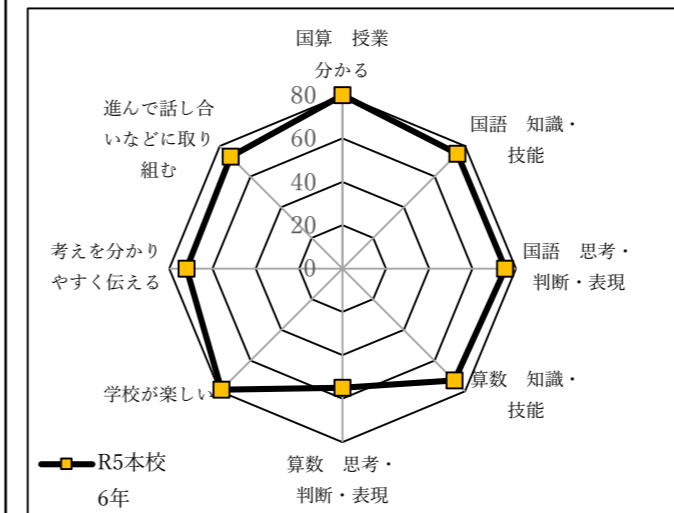 国算　授業
分かる
80
60
40
20
0
国語　知識・
技能
国語　思考・
判断・表現
算数　知識・
技能
算数　思考・
判断・表現
学校が楽しい
考えを分かり
やすく伝える
進んで話し合
いなどに取り
組む
R5本校
6年